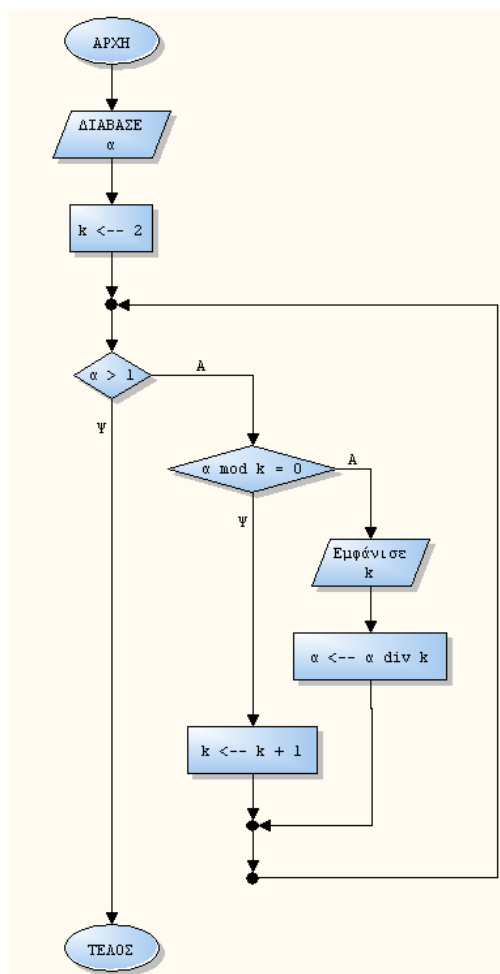 ΑΡΧΗ
ΔΙΑΒΑΣΕ
α
k <-- 2
α > 1
Α
Ψ
α mod k = 0
Α
Ψ
Εμφάνισε
k
α <-- α div k
k <-- k + 1
ΤΕΛΟΣ